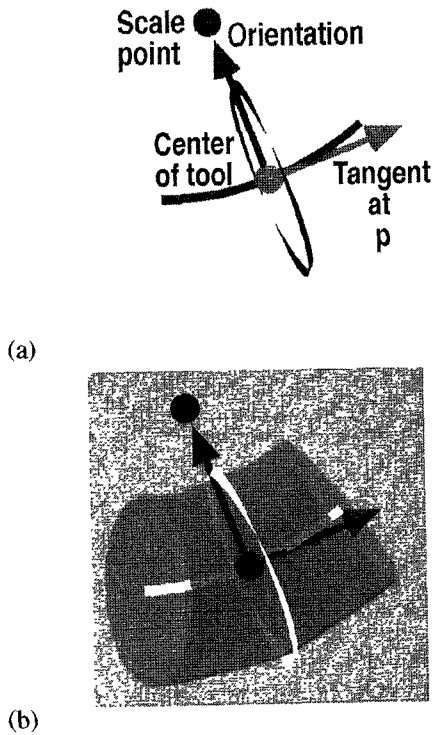 Scale
point
Orientation
Center
of tool
Tangent
at
p
(a)
(b)